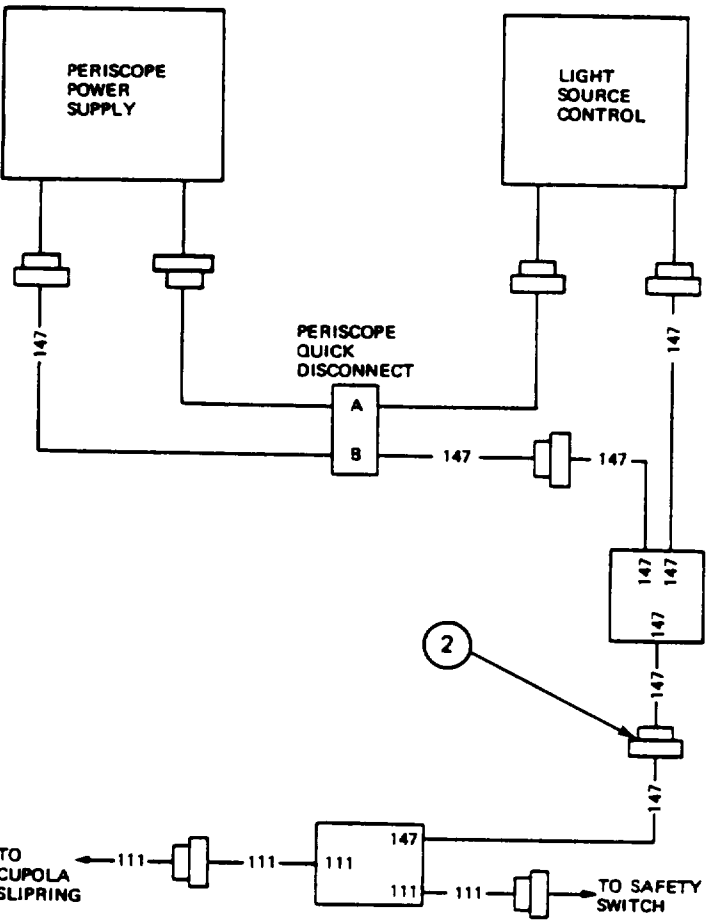 PERISCOPE
POWER
SUPPLY
LIGHT
SOURCE
CONTROL
147
147
PERISCOPE
QUICK
DISCONNECT
A
B
147
147
147
147
147
2
147
147
147
TO
CUPOLA
SLIPRING
111
111
111
111
111
TO SAFETY
SWITCH